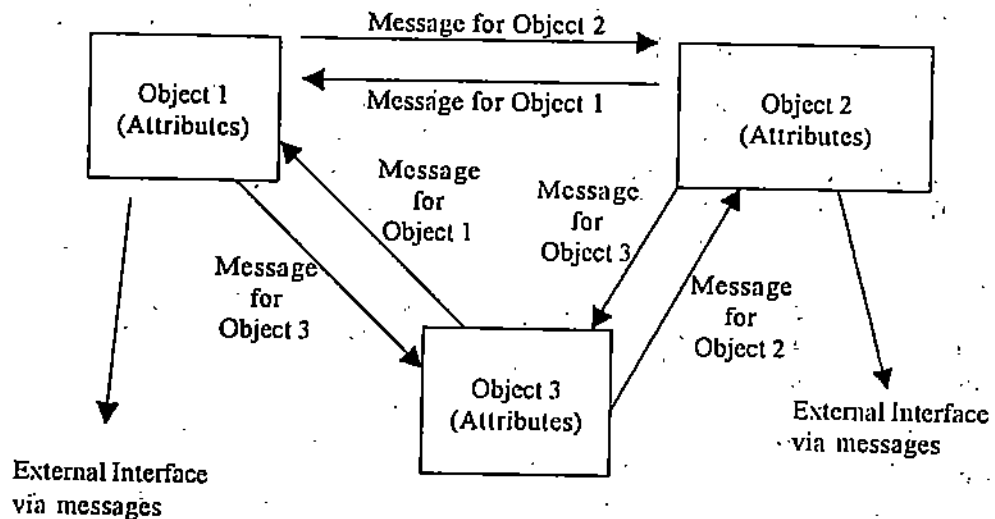 Message for Object 2
Object 1
(Attributes)
Message for Object 1
Object 2
(Attributes)
Message
for
Object 1
Message
for
Object 3
Message
for
Object 3
Message
for
Object 2
Object 3
(Attributes)
External Interface
via messages
External Interface
via messages